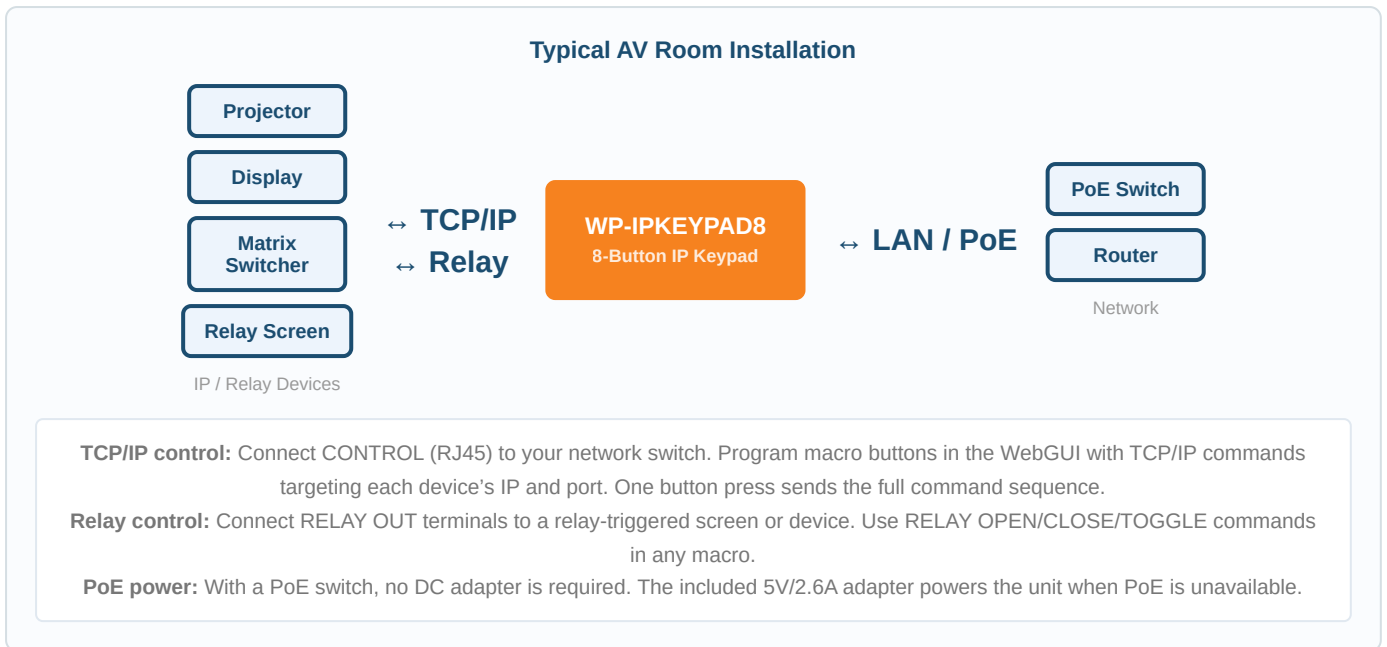 Typical AV Room Installation
Projector
Display
Matrix
Switcher
Relay Screen
IP / Relay Devices
↔ TCP/IP
↔ Relay
WP-IPKEYPAD8
8-Button IP Keypad
↔ LAN / PoE
PoE Switch
Router
Network
TCP/IP control: Connect CONTROL (RJ45) to your network switch. Program macro buttons in the WebGUI with TCP/IP commands
targeting each device’s IP and port. One button press sends the full command sequence.
Relay control: Connect RELAY OUT terminals to a relay-triggered screen or device. Use RELAY OPEN/CLOSE/TOGGLE commands
in any macro.
PoE power: With a PoE switch, no DC adapter is required. The included 5V/2.6A adapter powers the unit when PoE is unavailable.